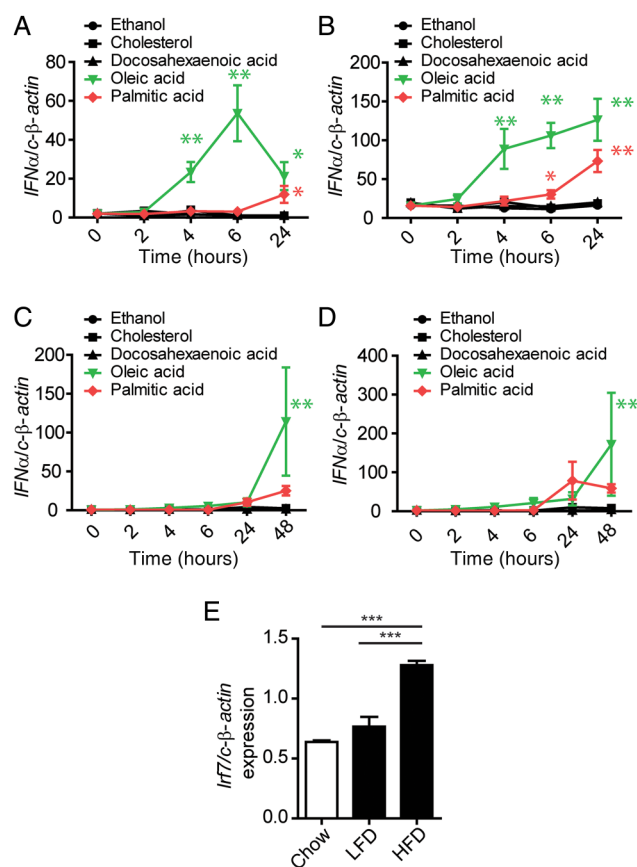 A
Ethanol
Cholesterol
Docosahexaenoic acid
Oleic acid
Palmitic acid
IFNα/c-β-actin
80
60
40
20
0
**
**
*
*
0 2 4 6 24
Time (hours)
B
Ethanol
Cholesterol
Docosahexaenoic acid
Oleic acid
Palmitic acid
IFNα/c-β-actin
200
150
100
50
0
**
**
**
*
**
0 2 4 6 24
Time (hours)
C
Ethanol
Cholesterol
Docosahexaenoic acid
Oleic acid
Palmitic acid
IFNα/c-β-actin
200
150
100
50
0
**
0 2 4 6 24 48
Time (hours)
D
Ethanol
Cholesterol
Docosahexaenoic acid
Oleic acid
Palmitic acid
IFNα/c-β-actin
400
300
200
100
0
**
0 2 4 6 24 48
Time (hours)
E
***
***
Irf7/c-β-actin
expression
1.5
1.0
0.5
0.0
Chow LFD HFD